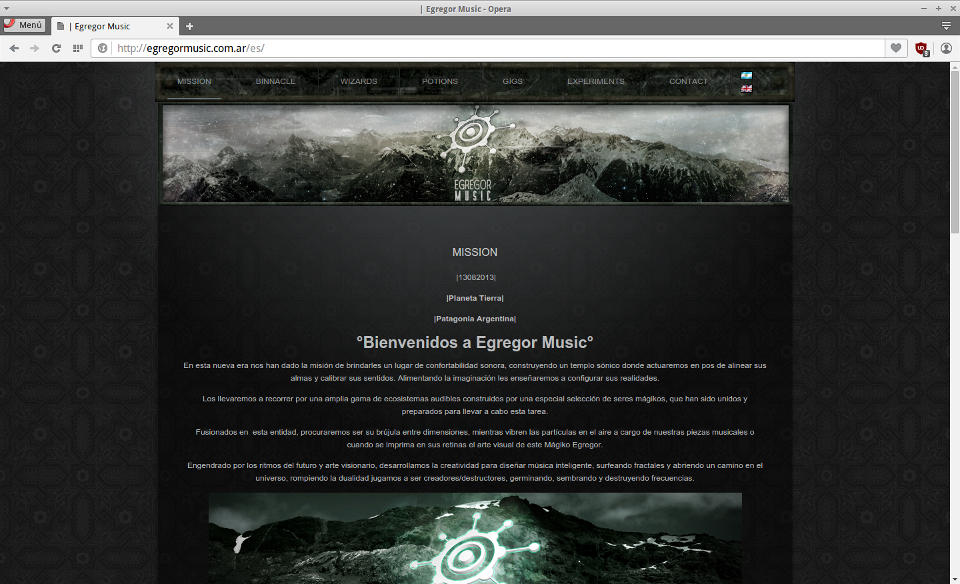 | Egregor Music - Opera
Menú
| Egregor Music
http://egregormusic.com.ar/es/
9
MISSION BINNACLE WIZARDS POTIONS GIGS EXPERIMENTS CONTACT
EGREGOR
MUSIC
MISSION
|13082013|
|Planeta Tierra|
|Patagonia Argentina|
°Bienvenidos a Egregor Music°
En esta nueva era nos han dado la misión de brindarles un lugar de confortabilidad sonora, construyendo un templo sónico donde actuaremos en pos de alinear sus
almas y calibrar sus sentidos. Alimentando la imaginación les enseñaremos a configurar sus realidades.
Los llevaremos a recorrer por una amplia gama de ecosistemas audibles construidos por una especial selección de seres mágikos, que han sido unidos y
preparados para llevar a cabo esta tarea.
Fusionados en esta entidad, procuraremos ser su brújula entre dimensiones, mientras vibren las partículas en el aire a cargo de nuestras piezas musicales o
cuando se imprima en sus retinas el arte visual de este Mágiko Egregor.
Engendrado por los ritmos del futuro y arte visionario, desarrollamos la creatividad para diseñar música inteligente, surfeando fractales y abriendo un camino en el
universo, rompiendo la dualidad jugamos a ser creadores/destructores, germinando, sembrando y destruyendo frecuencias.